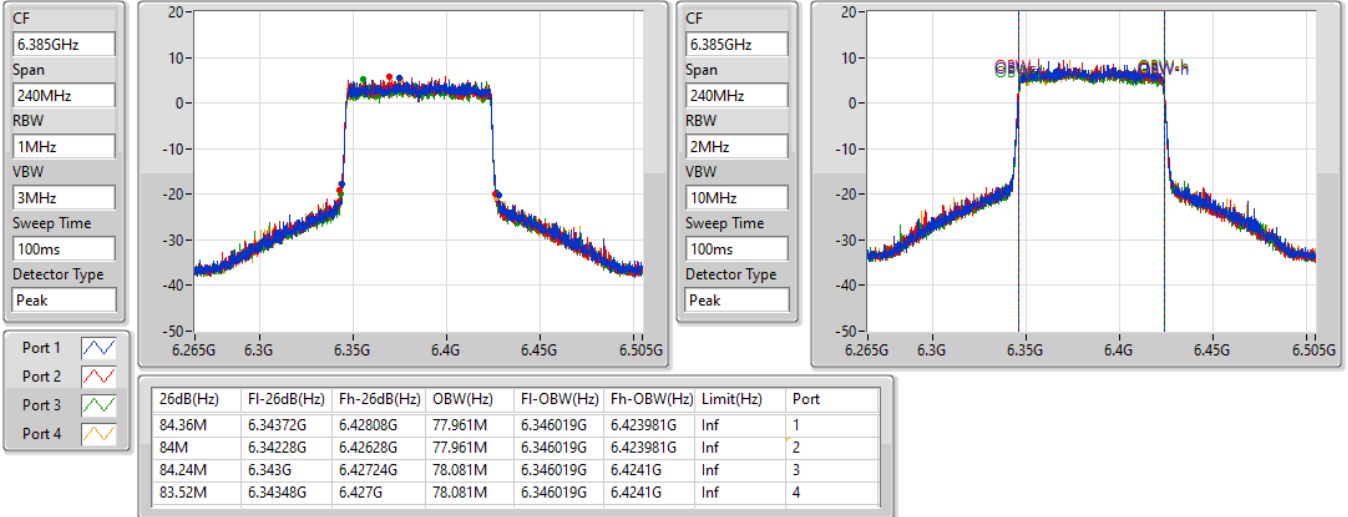 CF
6.385GHz
Span
240MHz
RBW
1MHz
VBW
3MHz
Sweep Time
100ms
Detector Type
Peak
20
10
0
-10
-20
-30
-40
-50
6.265G 6.3G 6.35G 6.4G 6.45G 6.505G
CF
6.385GHz
Span
240MHz
RBW
2MHz
VBW
10MHz
Sweep Time
100ms
Detector Type
Peak
20
10
0
-10
-20
-30
-40
-50
OBW-l OBW-h
6.265G 6.3G 6.35G 6.4G 6.45G 6.505G
Port 1
Port 2
Port 3
Port 4
26dB(Hz) Fl-26dB(Hz) Fh-26dB(Hz) OBW(Hz) Fl-OBW(Hz) Fh-OBW(Hz) Limit(Hz) Port
84.36M 6.34372G 6.42808G 77.961M 6.346019G 6.423981G Inf 1
84M 6.34228G 6.42628G 77.961M 6.346019G 6.423981G Inf 2
84.24M 6.343G 6.42724G 78.081M 6.346019G 6.4241G Inf 3
83.52M 6.34348G 6.427G 78.081M 6.346019G 6.4241G Inf 4